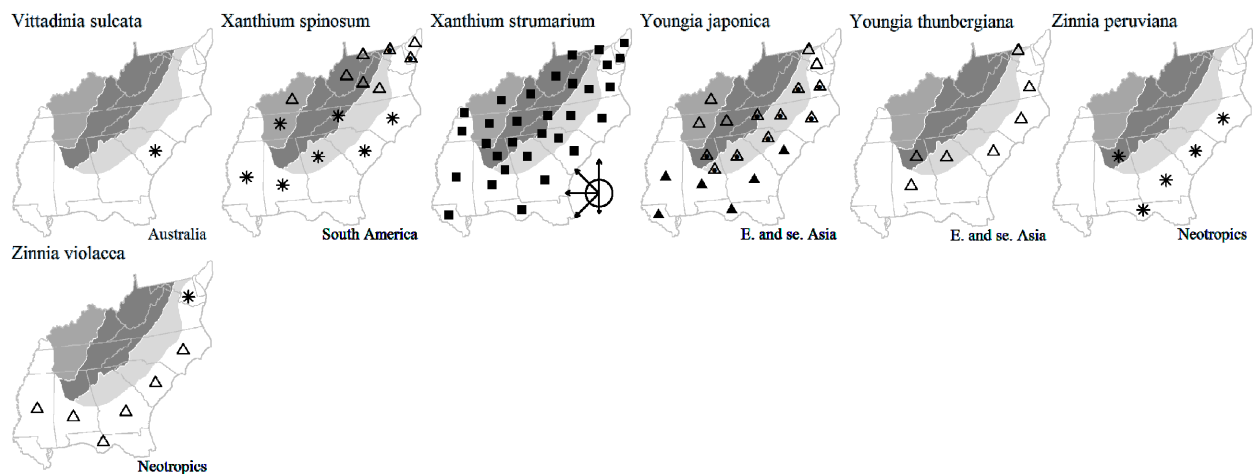 Vittadinia sulcata
Xanthium spinosum
Xanthium strumarium
Youngia japonica
Youngia thunbergiana
Zinnia peruviana
Australia
South America
E. and se. Asia
E. and se. Asia
Neotropics
Zinnia violacca
Neotropics